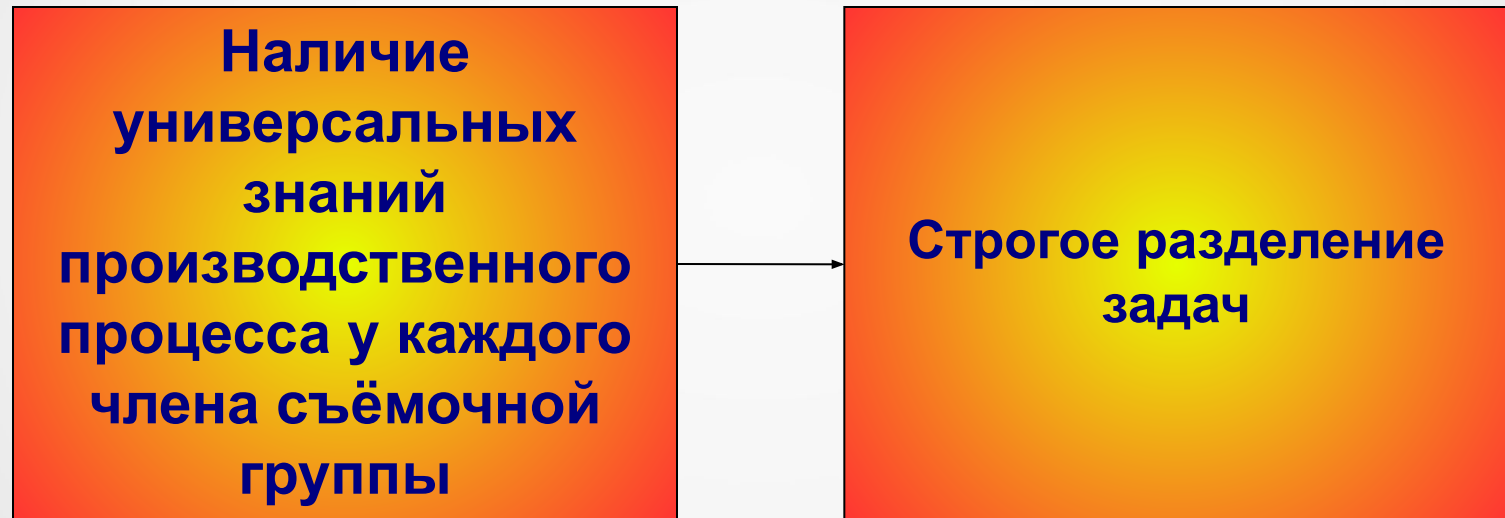 Наличие
универсальных
знаний
производственного
процесса у каждого
члена съёмочной
группы
Строгое разделение
задач